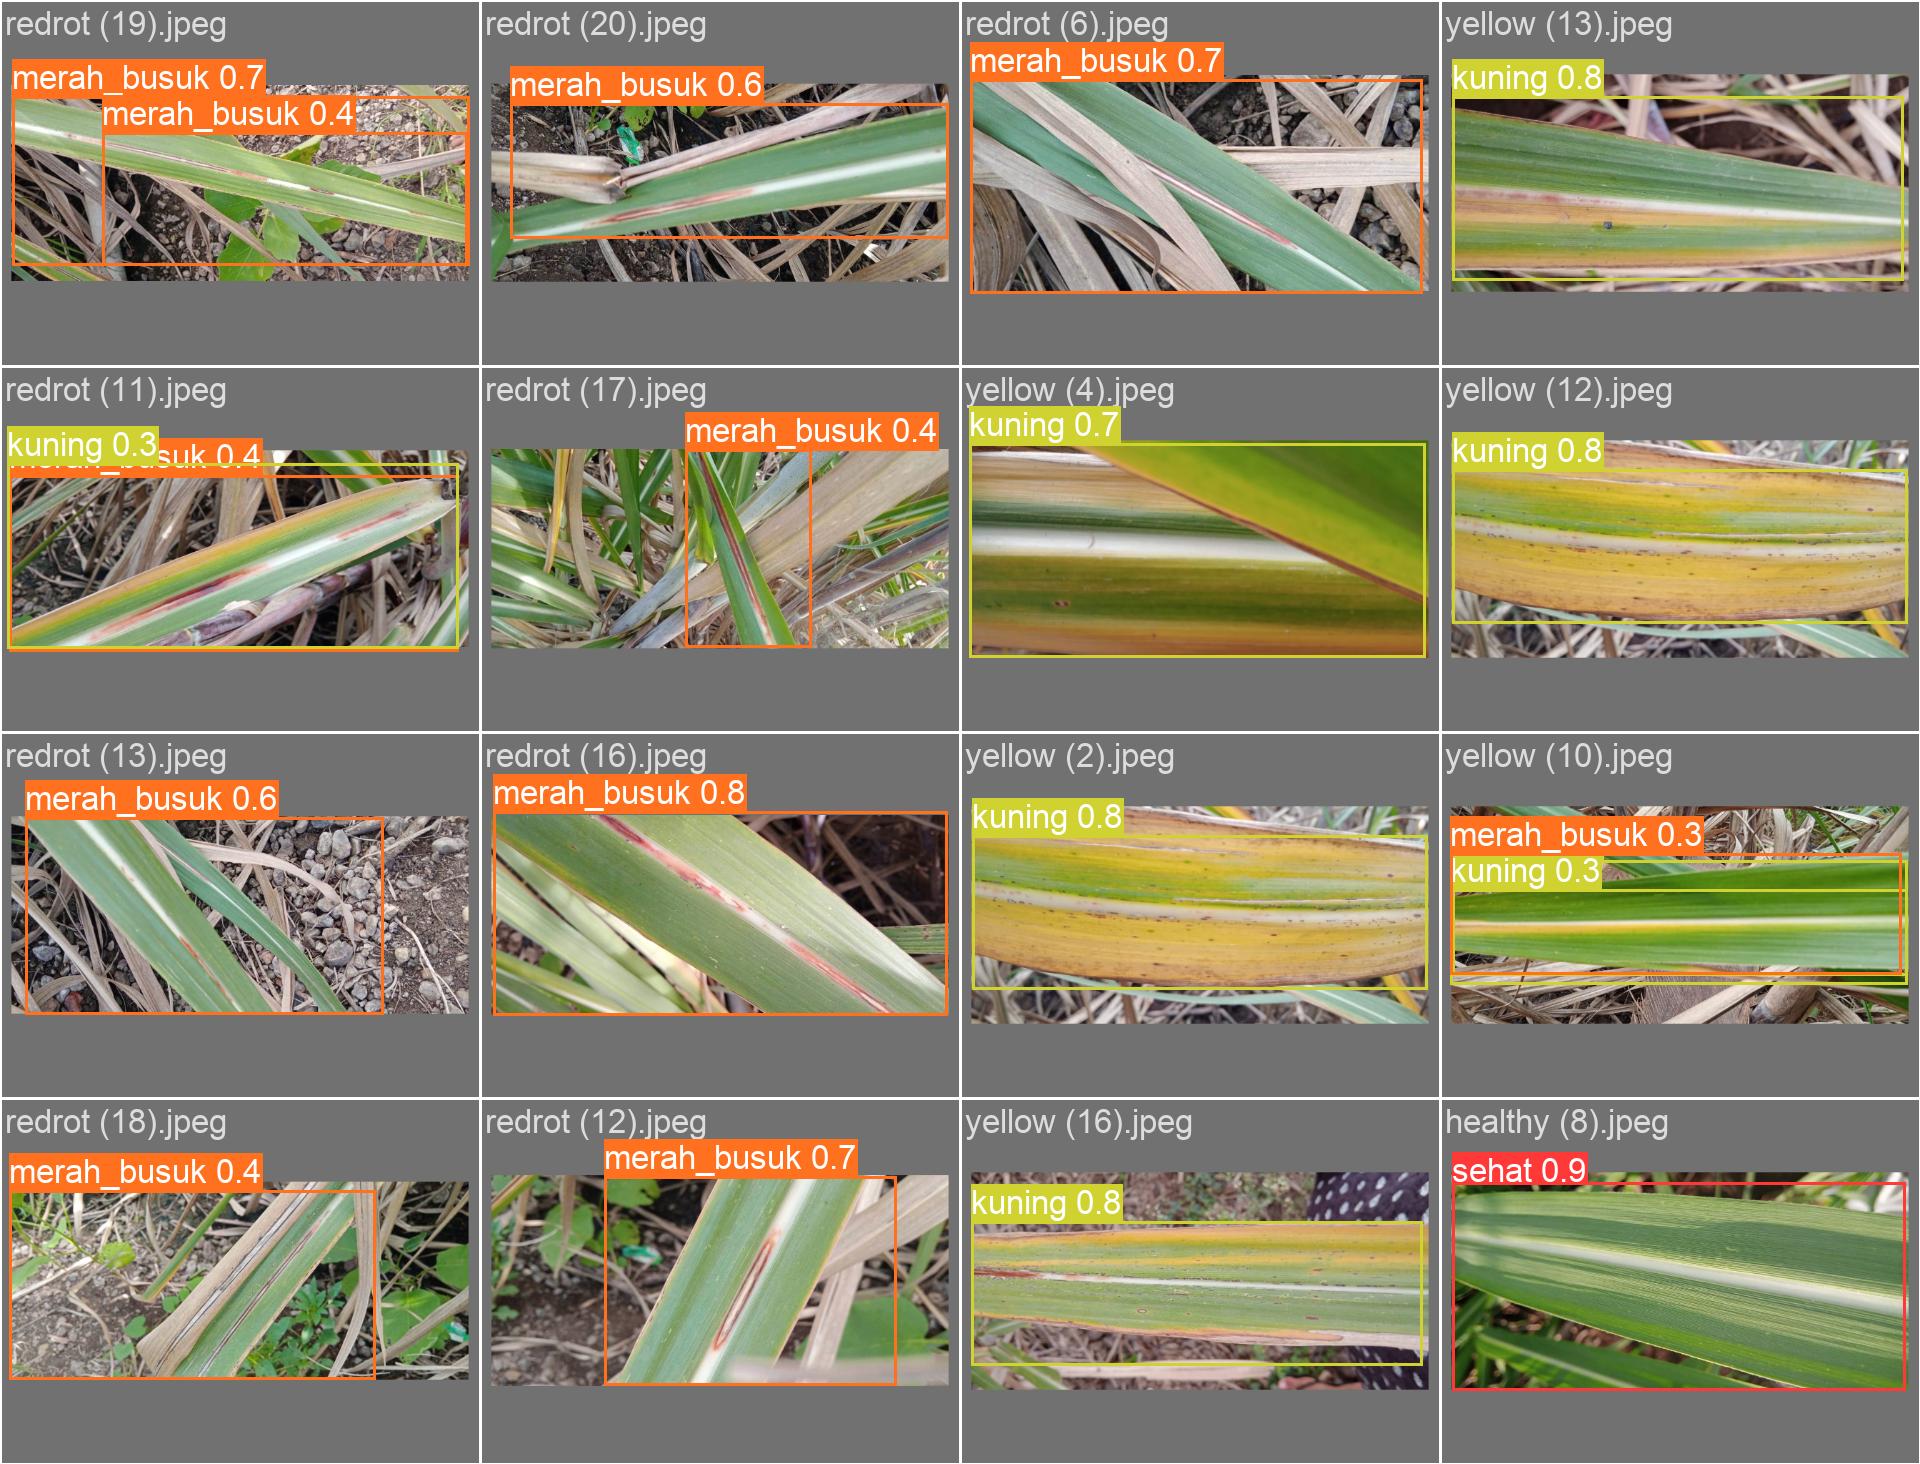 redrot (19).jpeg
merah_busuk 0.7
merah_busuk 0.4
redrot (20).jpeg
merah_busuk 0.6
redrot (6).jpeg
merah_busuk 0.7
yellow (13).jpeg
kuning 0.8
redrot (11).jpeg
kuning 0.3
merah_busuk 0.4
redrot (17).jpeg
merah_busuk 0.4
yellow (4).jpeg
kuning 0.7
yellow (12).jpeg
kuning 0.8
redrot (13).jpeg
merah_busuk 0.6
redrot (16).jpeg
merah_busuk 0.8
yellow (2).jpeg
kuning 0.8
yellow (10).jpeg
merah_busuk 0.3
kuning 0.3
redrot (18).jpeg
merah_busuk 0.4
redrot (12).jpeg
merah_busuk 0.7
yellow (16).jpeg
kuning 0.8
healthy (8).jpeg
sehat 0.9